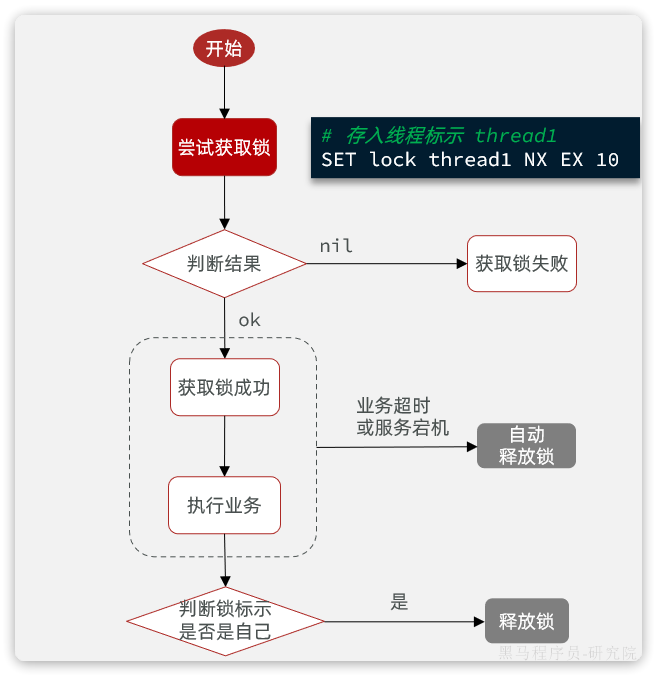 开始
尝试获取锁
# 存入线程标示 thread1
SET lock thread1 NX EX 10
判断结果
nil
获取锁失败
ok
获取锁成功
业务超时
或服务宕机
自动
释放锁
执行业务
判断锁标示
是否是自己
是
释放锁
黑马程序员-研究院